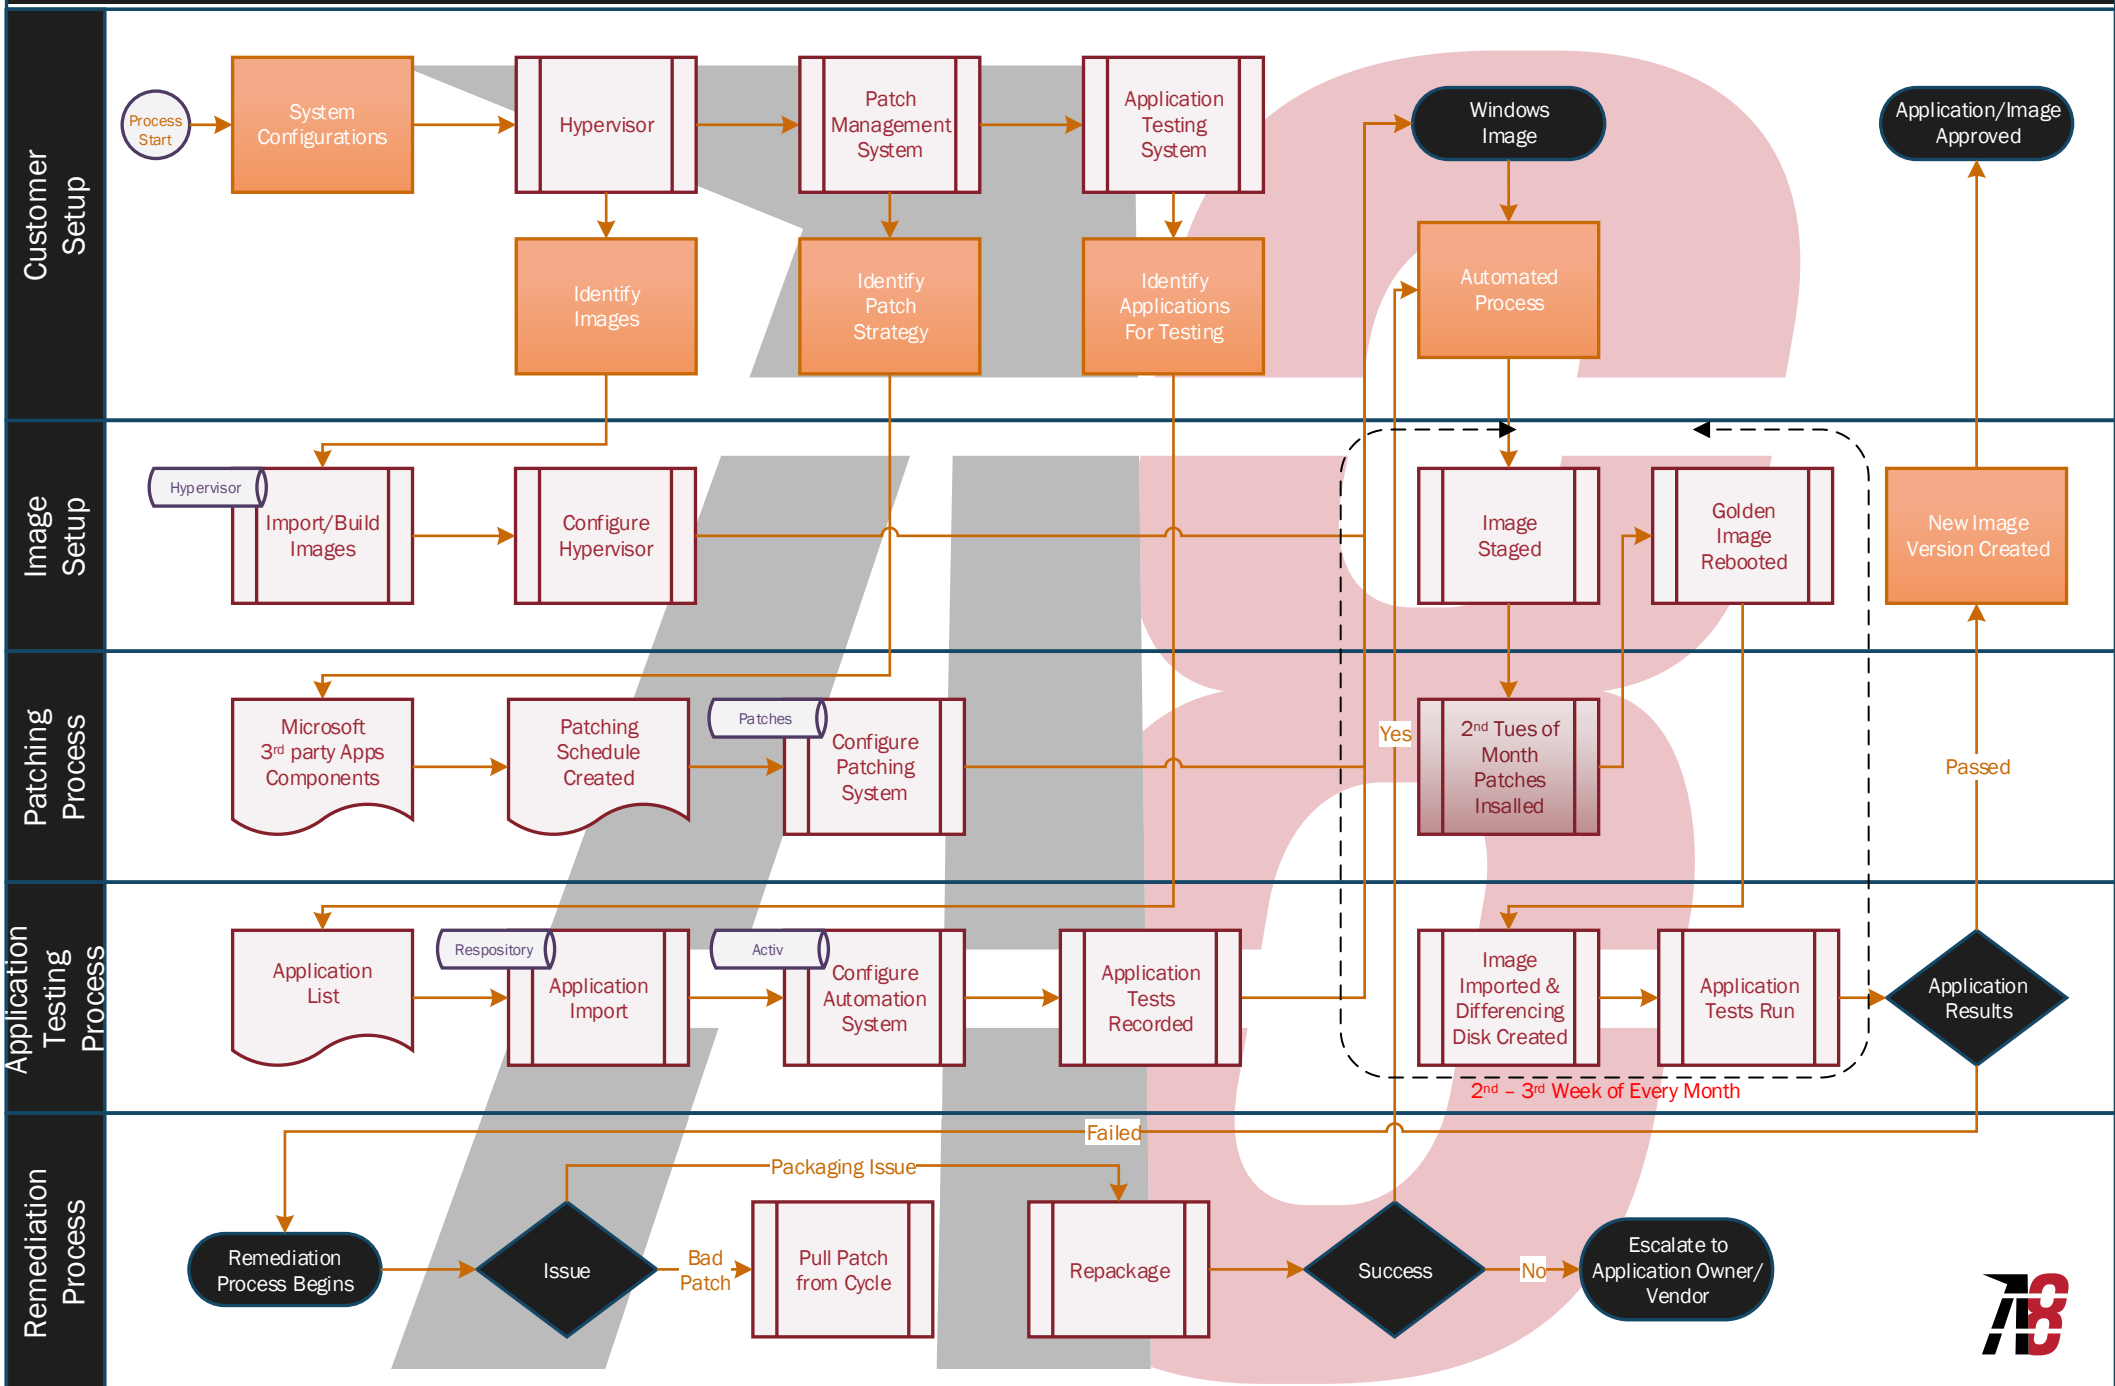 Customer
Setup
Process
Start
System
Configurations
Hypervisor
Patch
Management
System
Application
Testing
System
Windows
Image
Application/Image
Approved
Identify
Images
Identify
Patch
Strategy
Identify
Applications
For Testing
Automated
Process
Image
Setup
Hypervisor
Import/Build
Images
Configure
Hypervisor
Image
Staged
Golden
Image
Rebooted
New Image
Version Created
Patching
Process
Microsoft
3rd party Apps
Components
Patching
Schedule
Created
Patches
Configure
Patching
System
Yes
2nd Tues of
Month
Patches
Insalled
Passed
Application
Testing
Process
Application
List
Respository
Application
Import
Activ
Configure
Automation
System
Application
Tests
Recorded
Image
Imported &
Differencing
Disk Created
Application
Tests Run
Application
Results
2nd – 3rd Week of Every Month
Remediation
Process
Failed
Packaging Issue
Remediation
Process Begins
Issue
Bad
Patch
Pull Patch
from Cycle
Repackage
Success
No
Escalate to
Application Owner/
Vendor
A8